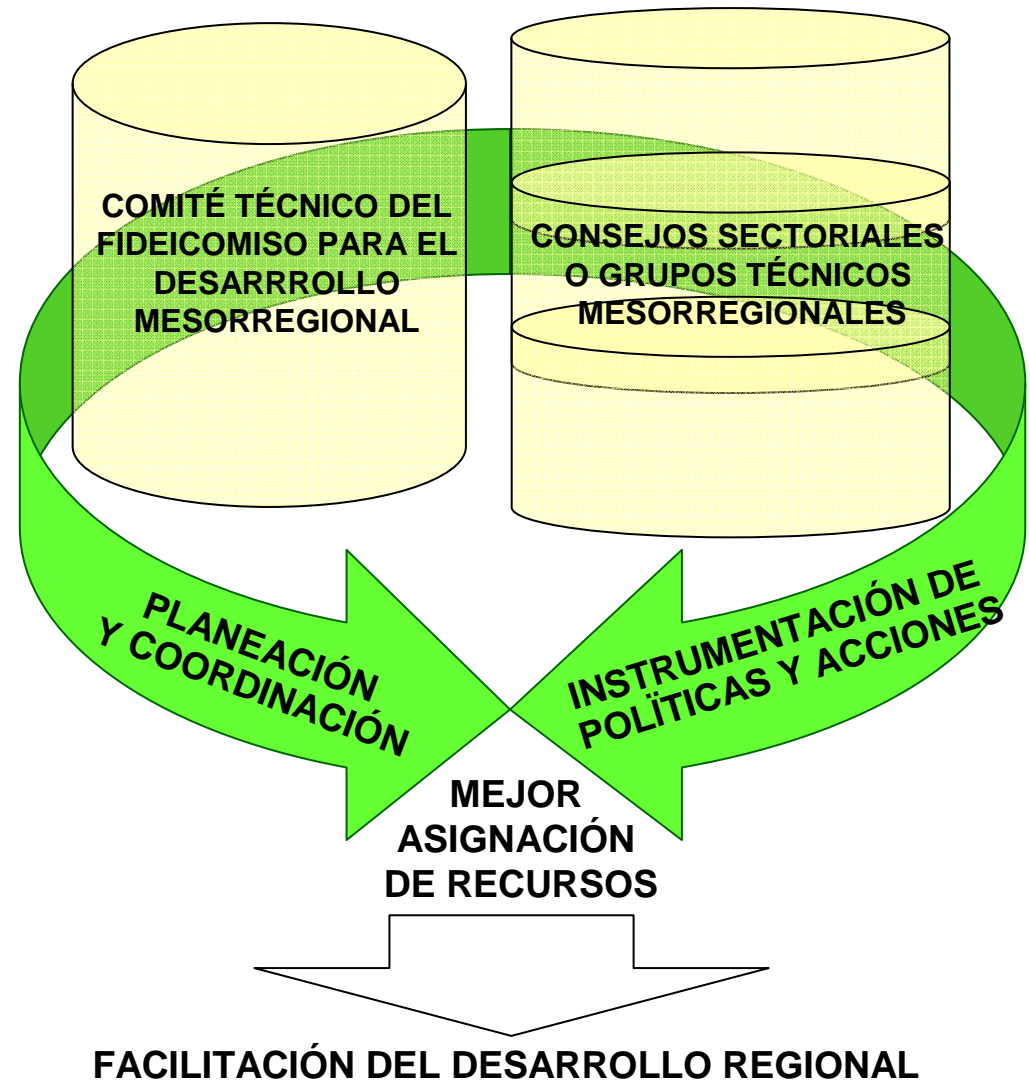 COMITÉ TÉCNICO DEL
FIDEICOMISO PARA EL
DESARRROLLO
MESORREGIONAL
CONSEJOS SECTORIALES
O GRUPOS TÉCNICOS
MESORREGIONALES
PLANEACIÓN
Y COORDINACIÓN
INSTRUMENTACIÓN DE
POLÏTICAS Y ACCIONES
MEJOR
ASIGNACIÓN
DE RECURSOS
FACILITACIÓN DEL DESARROLLO REGIONAL